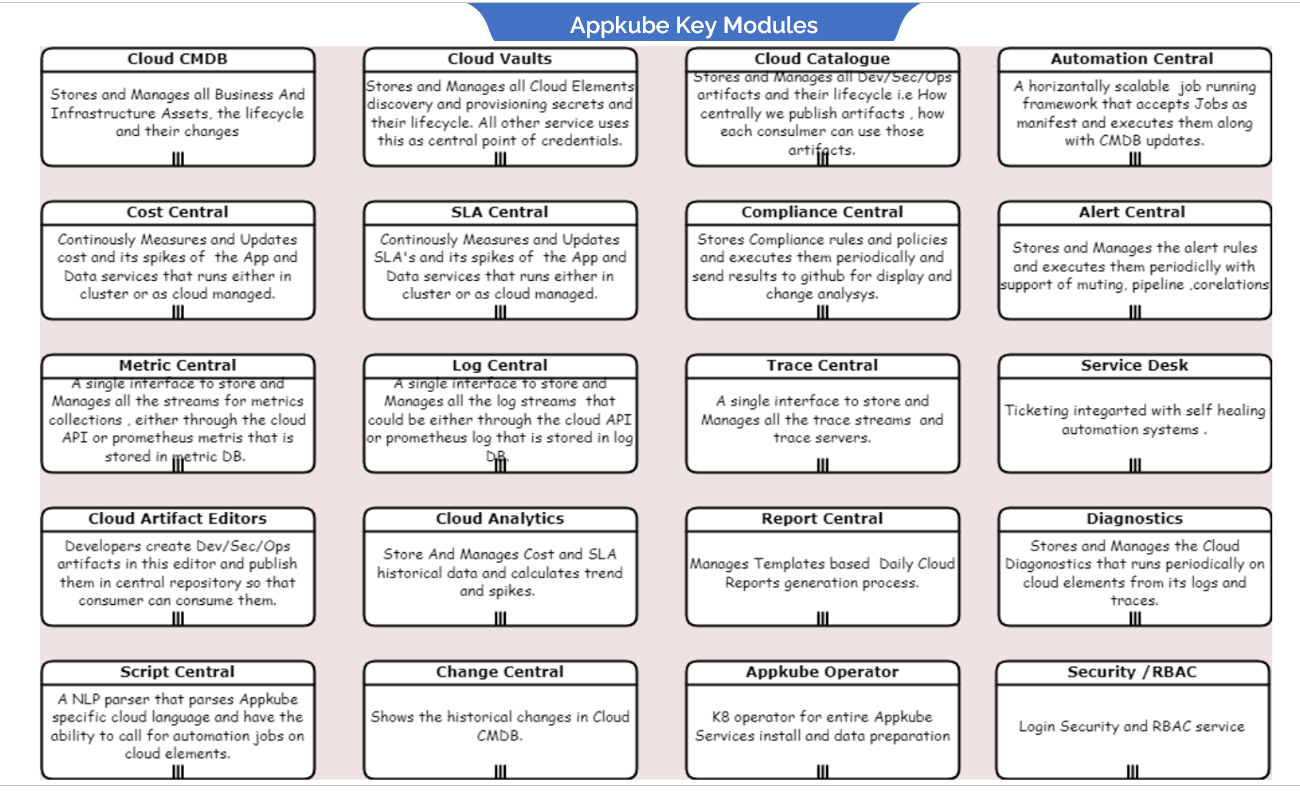 Appkube Key Modules
Cloud CMDB
Stores and Manages all Business And
Infrastructure Assets, the lifecycle
and their changes
Cloud Vaults
Stores and Manages all Cloud Elements
discovery and provisioning secrets and
their lifecycle. All other service uses
this as central point of credentials.
Cloud Catalogue
Stores and Manages all Dev/Sec/Ops
artifacts and their lifecycle i.e How
centrally we publish artifacts , how
each consulmer can use those
artifacts.
Automation Central
A horizantally scalable job running
framework that accepts Jobs as
manifest and executes them along
with CMDB updates.
Cost Central
Continously Measures and Updates
cost and its spikes of the App and
Data services that runs either in
cluster or as cloud managed.
SLA Central
Continously Measures and Updates
SLA's and its spikes of the App and
Data services that runs either in
cluster or as cloud managed.
Compliance Central
Stores Compliance rules and policies
and executes them periodically and
send results to github for display and
change analysys.
Alert Central
Stores and Manages the alert rules
and executes them periodiclly with
support of muting, pipeline ,corelations
Metric Central
A single interface to store and
Manages all the streams for metrics
collections , either through the cloud
API or prometheus metris that is
stored in metric DB.
Log Central
A single interface to store and
Manages all the log streams that
could be either through the cloud API
or prometheus log that is stored in log
DB.
Trace Central
A single interface to store and
Manages all the trace streams and
trace servers.
Service Desk
Ticketing integarted with self healing
automation systems .
Cloud Artifact Editors
Developers create Dev/Sec/Ops
artifacts in this editor and publish
them in central repository so that
consumer can consume them.
Cloud Analytics
Store And Manages Cost and SLA
historical data and calculates trend
and spikes.
Report Central
Manages Templates based Daily Cloud
Reports generation process.
Diagnostics
Stores and Manages the Cloud
Diagonostics that runs periodically on
cloud elements from its logs and
traces.
Script Central
A NLP parser that parses Appkube
specific cloud language and have the
ability to call for automation jobs on
cloud elements.
Change Central
Shows the historical changes in Cloud
CMDB.
Appkube Operator
K8 operator for entire Appkube
Services install and data preparation
Security /RBAC
Login Security and RBAC service